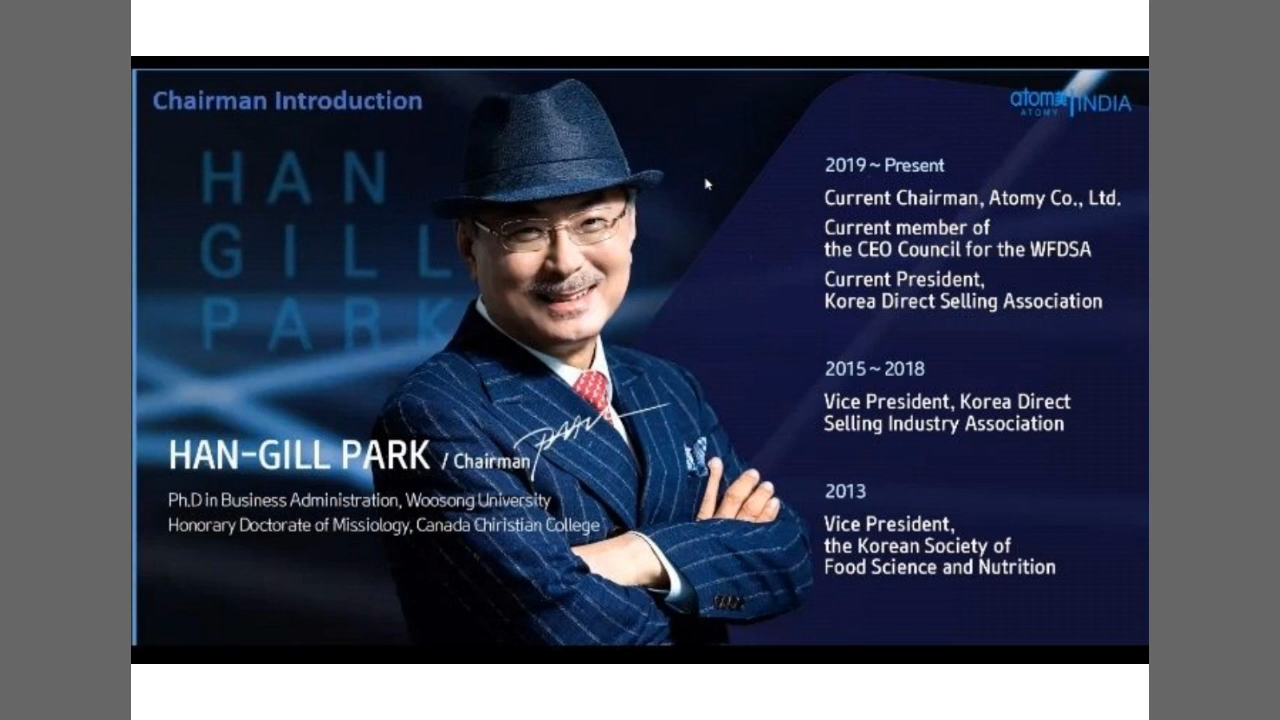 Chairman Introduction
atomy INDIA
ATOMY
HAN
GILL
PARK
HAN-GILL PARK / Chairman
Ph.D in Business Administration, Woosong University
Honorary Doctorate of Missiology, Canada Chiristian College
2019 ~ Present
Current Chairman, Atomy Co., Ltd.
Current member of
the CEO Council for the WFDSA
Current President,
Korea Direct Selling Association
2015 ~ 2018
Vice President, Korea Direct
Selling Industry Association
2013
Vice President,
the Korean Society of
Food Science and Nutrition